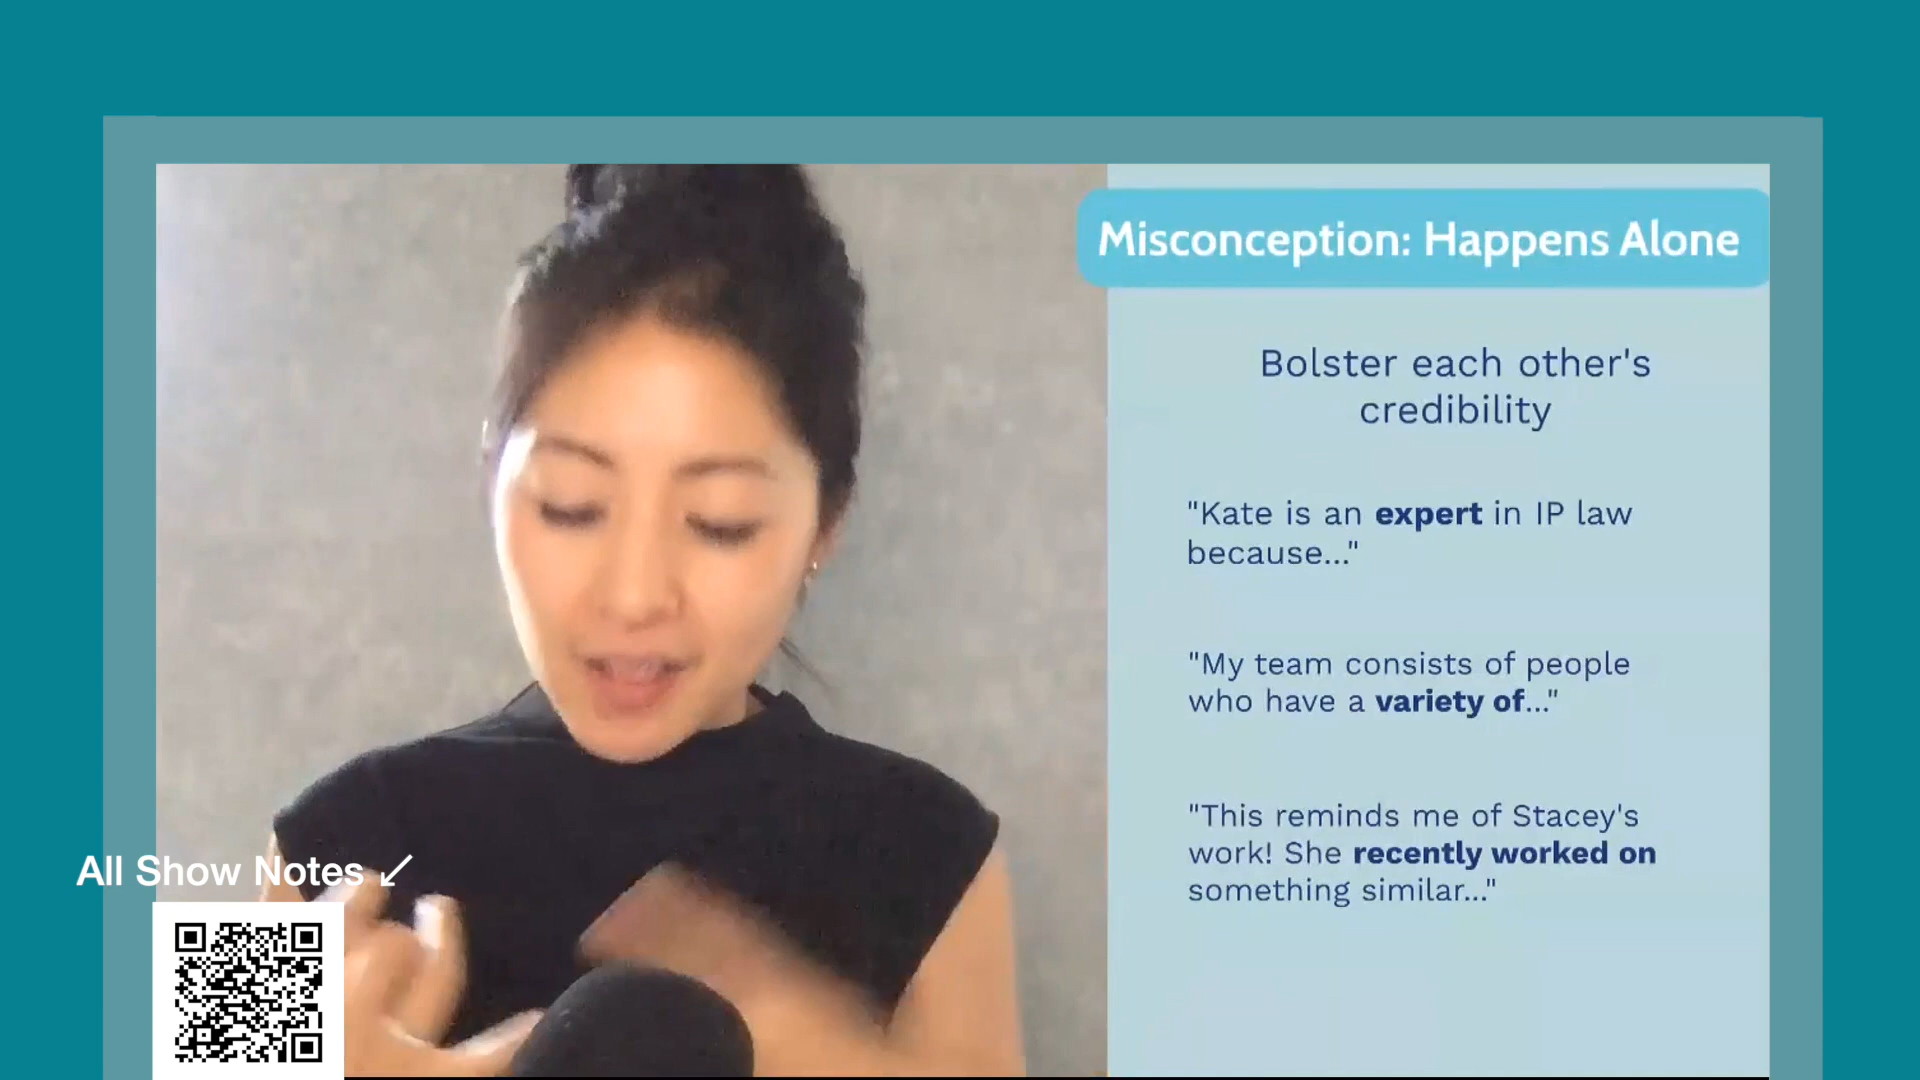 Misconception: Happens Alone
Bolster each other's
credibility
"Kate is an expert in IP law
because..."
"My team consists of people
who have a variety of..."
"This reminds me of Stacey's
work! She recently worked on
something similar..."
All Show Notes ↙